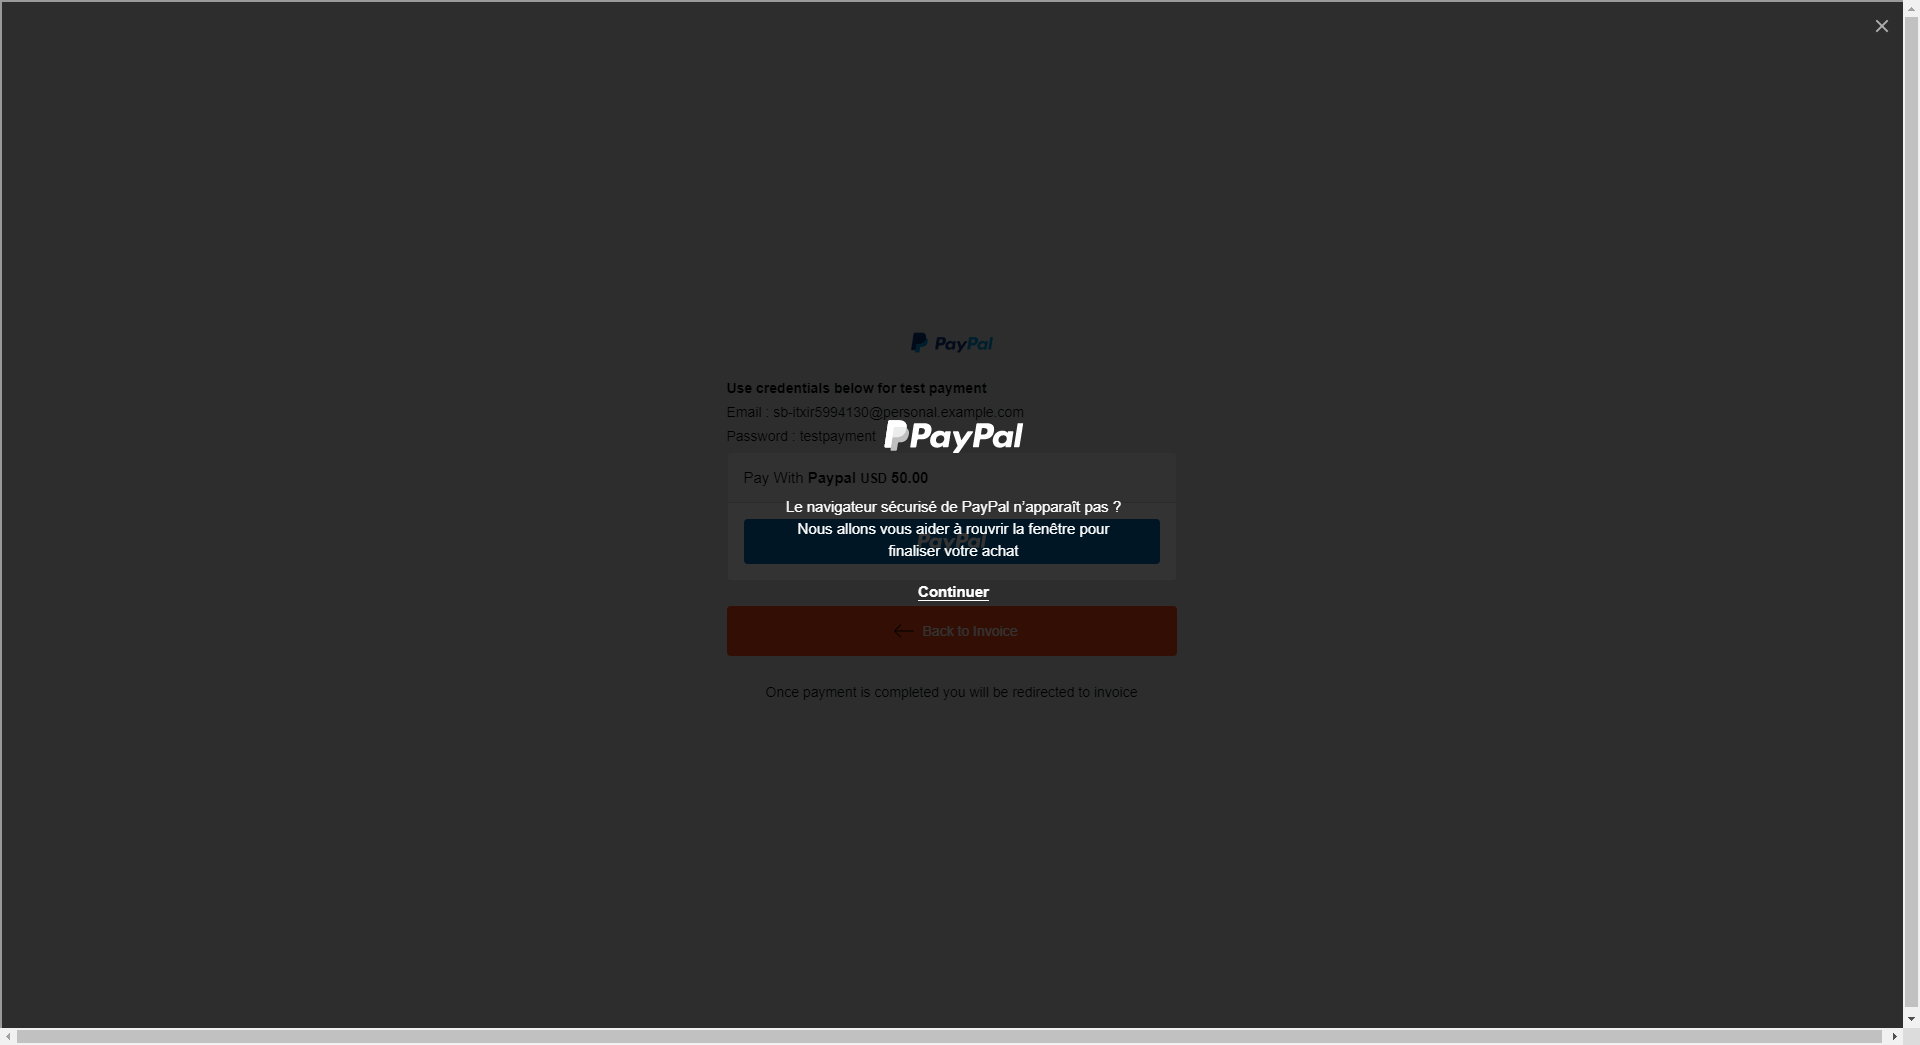 PayPal
Use credentials below for test payment
Email : sb-itxir5994130@personal.example.com
Password : testpayment
PayPal
Pay With Paypal USD 50.00
Le navigateur sécurisé de PayPal n'apparaît pas ?
Nous allons vous aider à rouvrir la fenêtre pour
PayPal
finaliser votre achat
Continuer
Back to Invoice
Once payment is completed you will be redirected to invoice